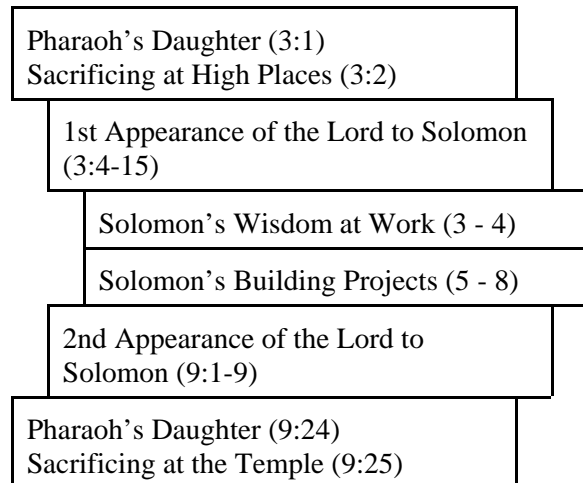 Pharaoh’s Daughter (3:1)
Sacrificing at High Places (3:2)
1st Appearance of the Lord to Solomon
(3:4-15)
Solomon’s Wisdom at Work (3 - 4)
Solomon’s Building Projects (5 - 8)
2nd Appearance of the Lord to
Solomon (9:1-9)
Pharaoh’s Daughter (9:24)
Sacrificing at the Temple (9:25)